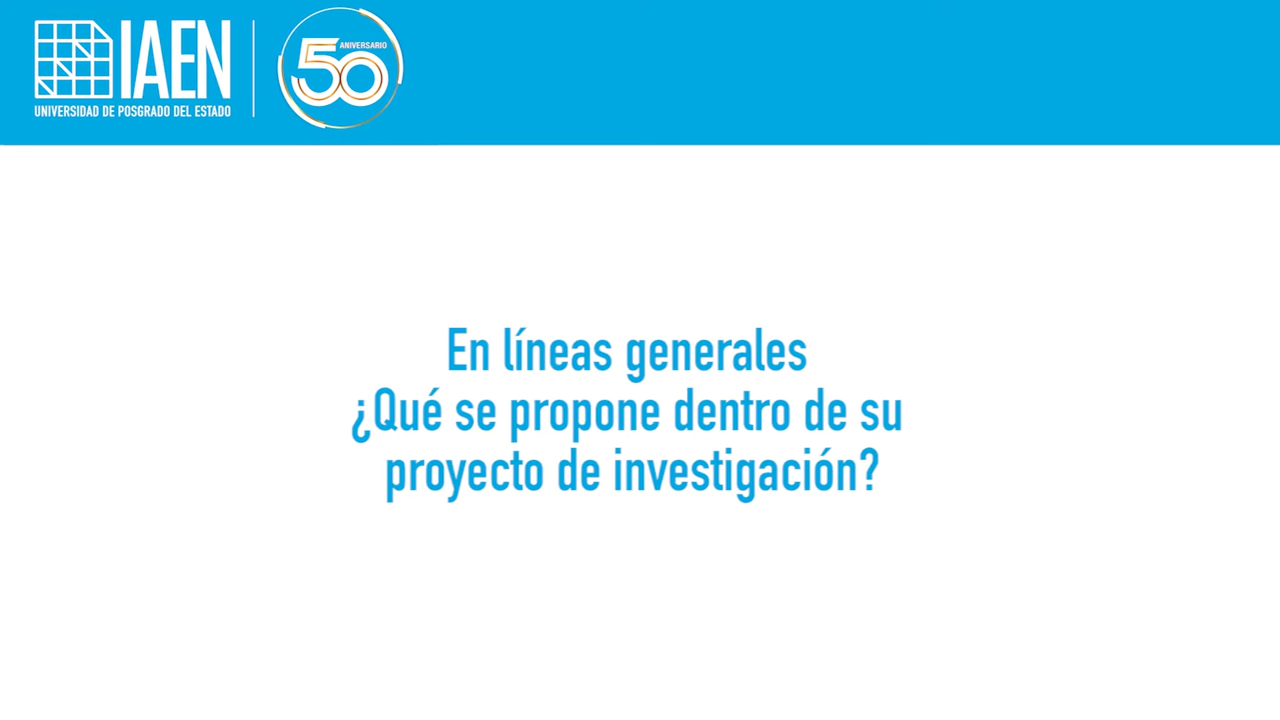 IAEN
UNIVERSIDAD DE POSGRADO DEL ESTADO
50
ANIVERSARIO
En líneas generales
¿Qué se propone dentro de su
proyecto de investigación?